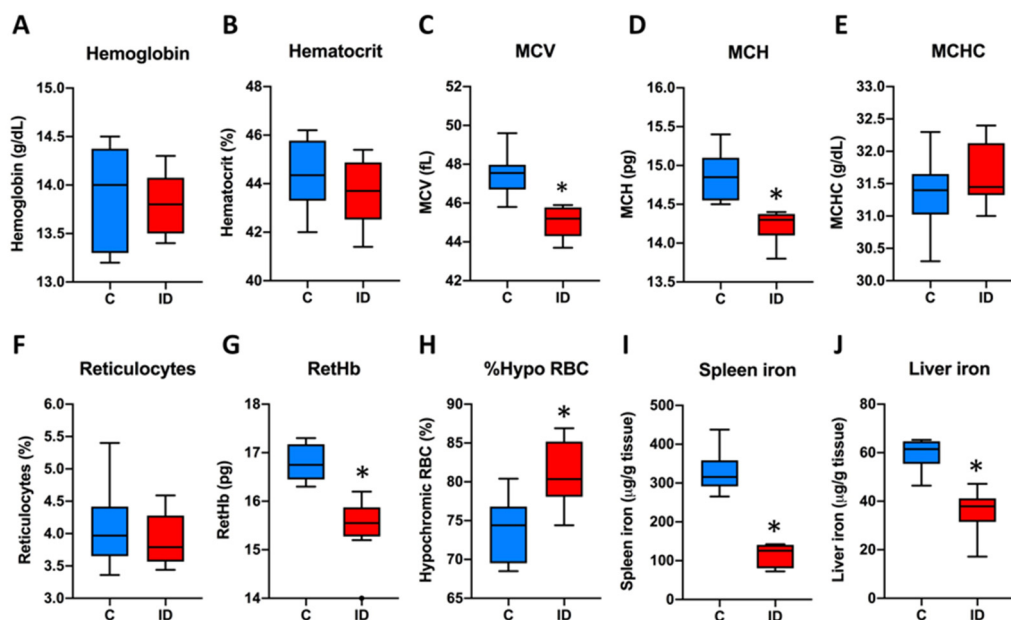 A
Hemoglobin
Hemoglobin (g/dL)
15.0
14.5
14.0
13.5
13.0
C ID
B
Hematocrit
Hematocrit (%)
48
46
44
42
40
C ID
C
MCV
MCV (fL)
52
50
48
46
44
42
*
C ID
D
MCH
MCH (pg)
16.0
15.5
15.0
14.5
14.0
13.5
*
C ID
E
MCHC
MCHC (g/dL)
33.0
32.5
32.0
31.5
31.0
30.5
30.0
C ID
F
Reticulocytes
Reticulocytes (%)
6.0
5.5
5.0
4.5
4.0
3.5
3.0
C ID
G
RetHb
RetHb (pg)
18
17
16
15
14
*
C ID
H
%Hypo RBC
Hypochromic RBC (%)
90
85
80
75
70
65
*
C ID
I
Spleen iron
Spleen iron (µg/g tissue)
500
400
300
200
100
0
*
C ID
J
Liver iron
Liver iron (µg/g tissue)
80
60
40
20
0
*
C ID